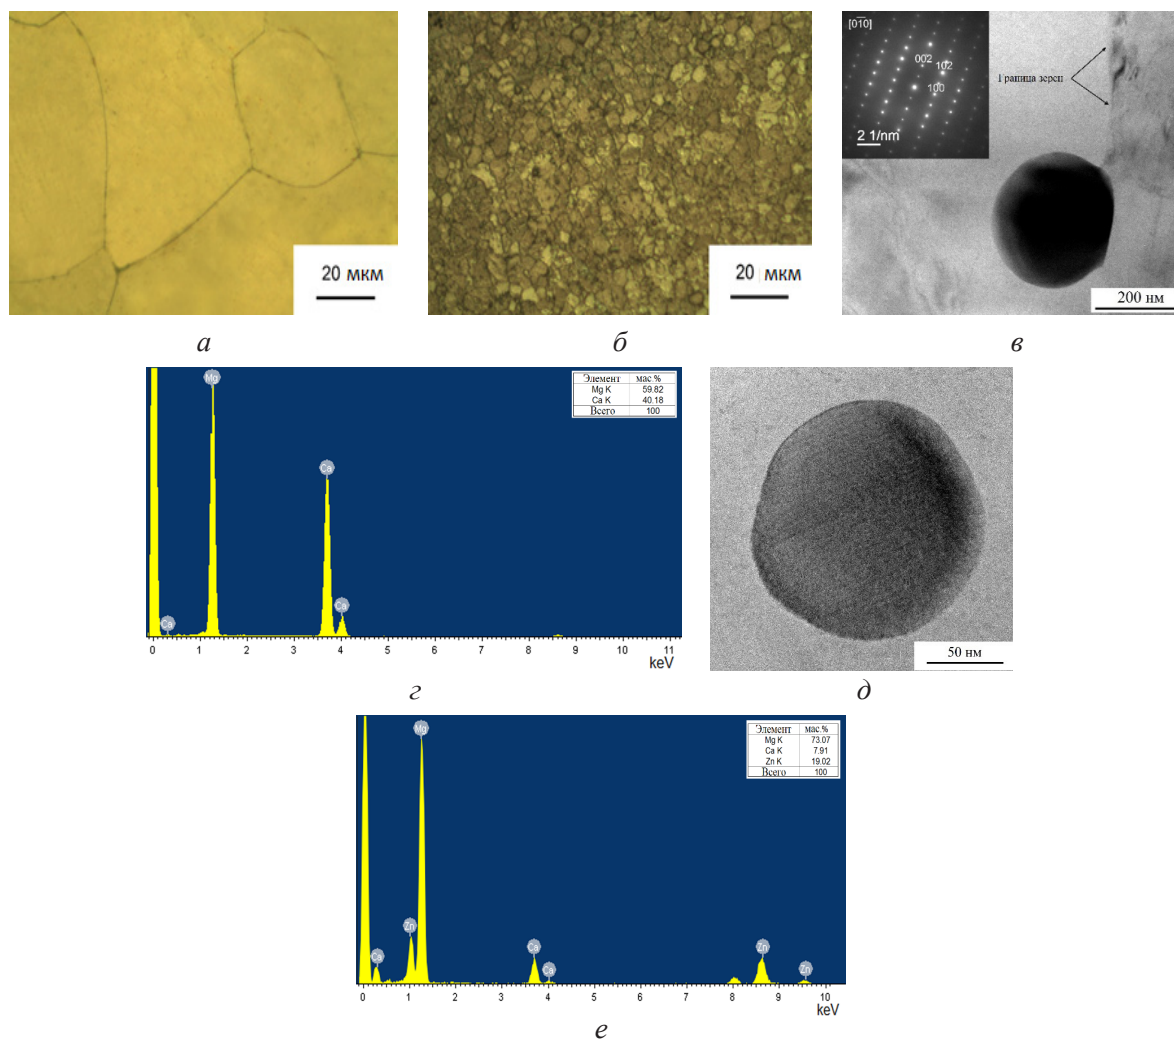 20 мкм
а
20 мкм
б
[010]
002
102
100
2 1/nm
Граница зерен
200 нм
в
Элемент мас.%
Mg K 59.82
Ca K 40.18
Всего 100
Mg
Ca
Ca
Ca
0 1 2 3 4 5 6 7 8 9 10 11
keV
г
50 нм
д
Элемент мас.%
Mg K 73.07
Ca K 7.91
Zn K 19.02
Всего 100
Mg
Zn
Ca
Ca
Ca
Zn
Zn
0 1 2 3 4 5 6 7 8 9 10
keV
е